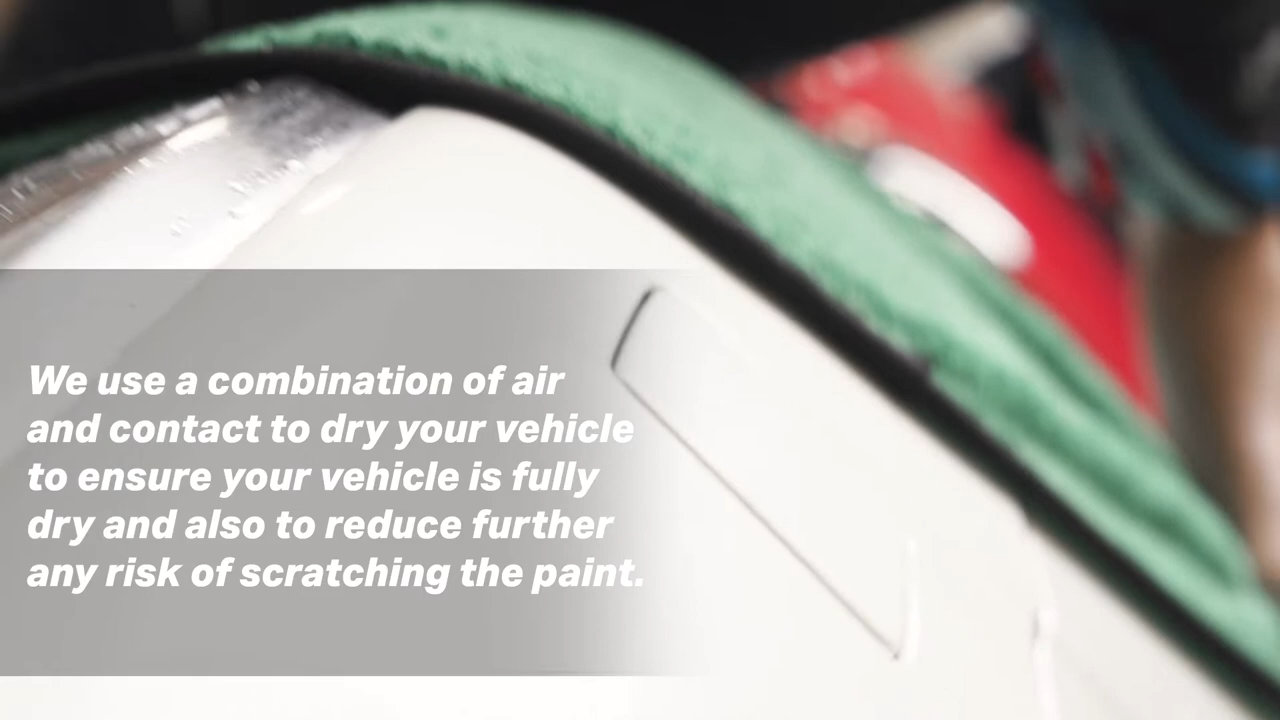 We use a combination of air
and contact to dry your vehicle
to ensure your vehicle is fully
dry and also to reduce further
any risk of scratching the paint.